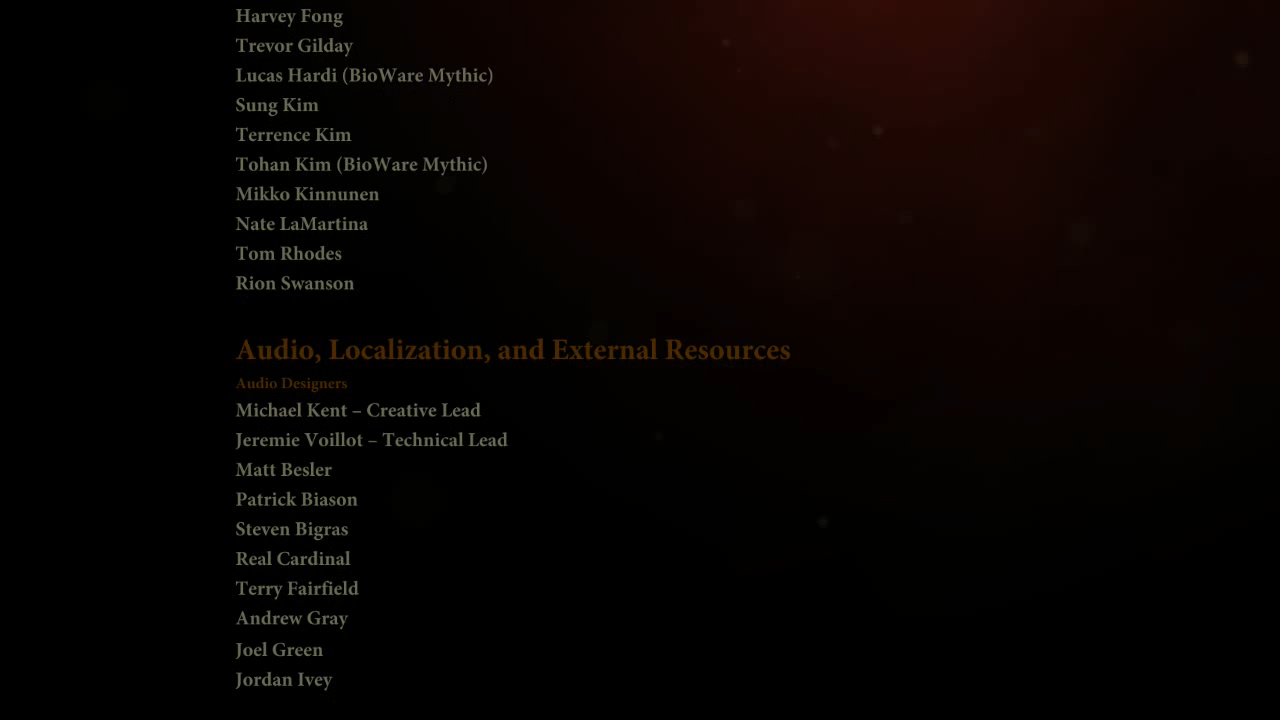 Harvey Fong
Trevor Gilday
Lucas Hardi (BioWare Mythic)
Sung Kim
Terrence Kim
Tohan Kim (BioWare Mythic)
Mikko Kinnunen
Nate LaMartina
Tom Rhodes
Rion Swanson
Audio, Localization, and External Resources
Audio Designers
Michael Kent – Creative Lead
Jeremie Voillot – Technical Lead
Matt Besler
Patrick Biason
Steven Bigras
Real Cardinal
Terry Fairfield
Andrew Gray
Joel Green
Jordan Ivey